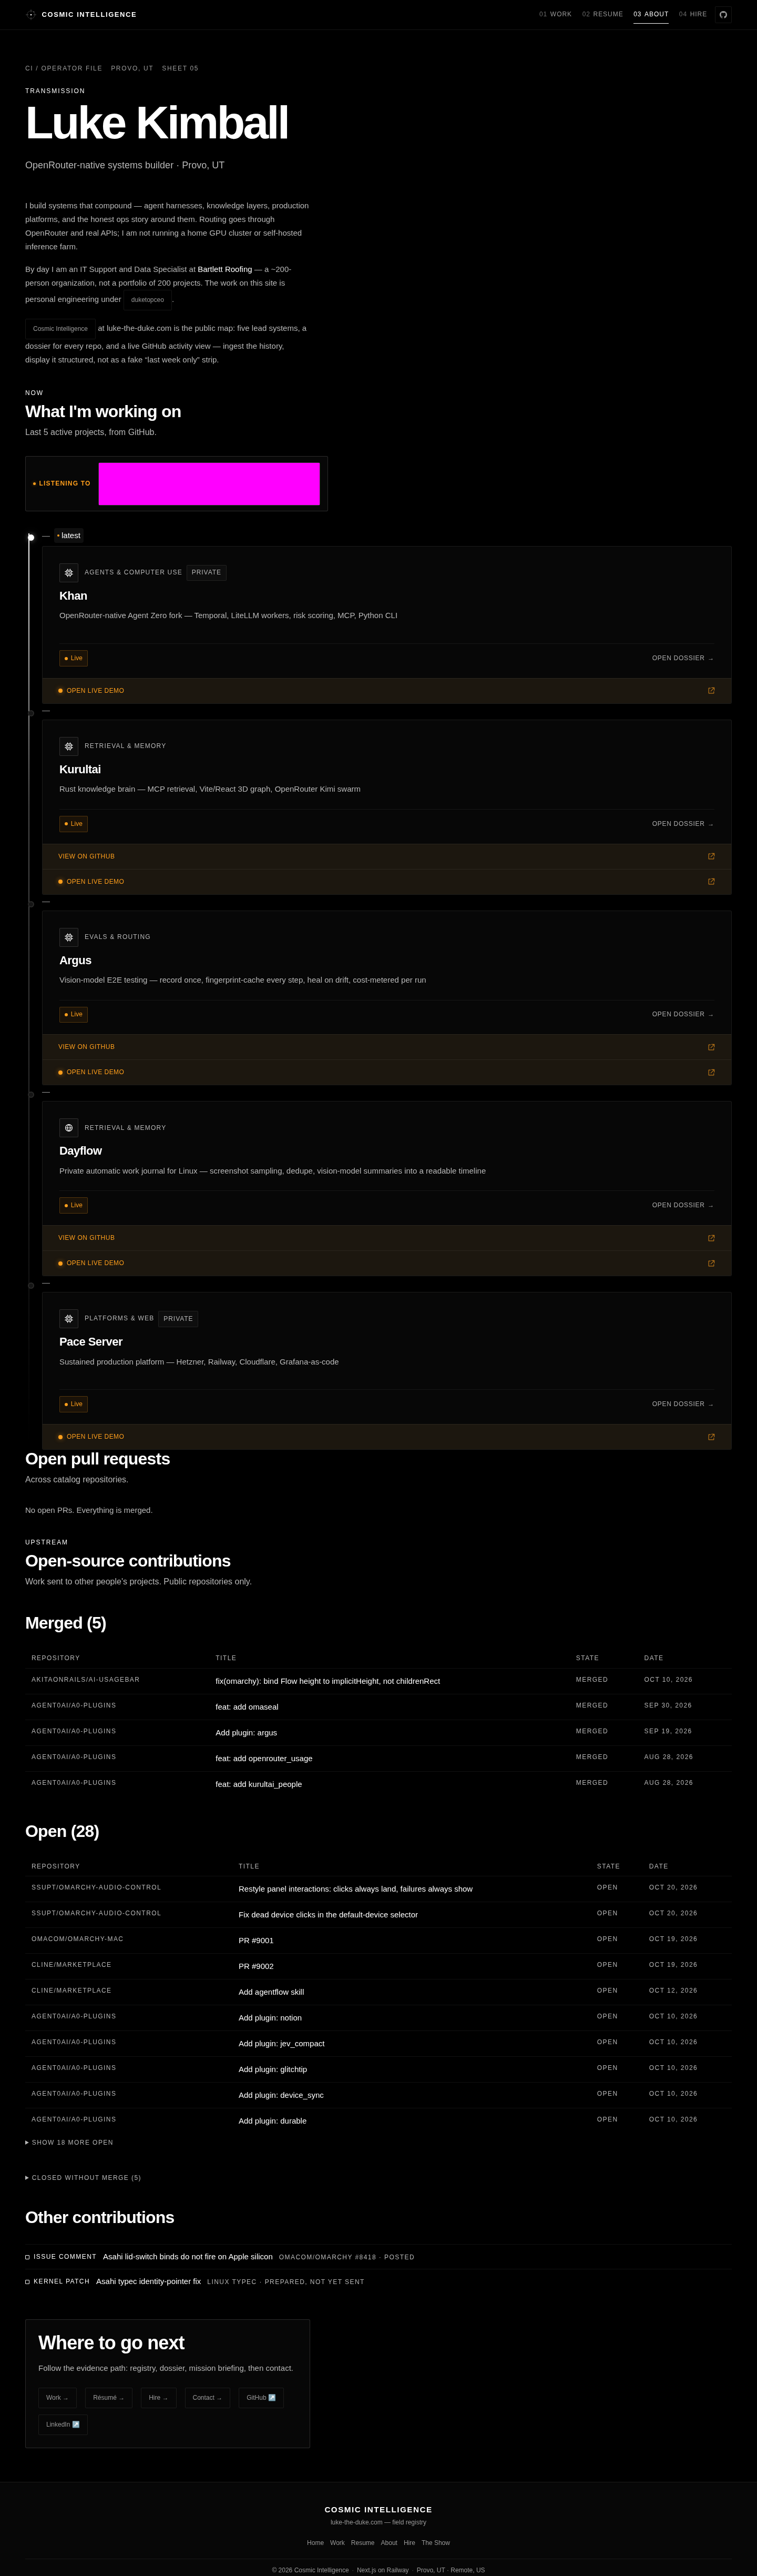 COSMIC INTELLIGENCE
01 WORK 02 RESUME 03 ABOUT 04 HIRE
CI / OPERATOR FILE PROVO, UT SHEET 05
TRANSMISSION
Luke Kimball
OpenRouter-native systems builder · Provo, UT
I build systems that compound — agent harnesses, knowledge layers, production
platforms, and the honest ops story around them. Routing goes through
OpenRouter and real APIs; I am not running a home GPU cluster or self-hosted
inference farm.
By day I am an IT Support and Data Specialist at Bartlett Roofing — a ~200-
person organization, not a portfolio of 200 projects. The work on this site is
personal engineering under duketopceo .
Cosmic Intelligence at luke-the-duke.com is the public map: five lead systems, a
dossier for every repo, and a live GitHub activity view — ingest the history,
display it structured, not as a fake “last week only” strip.
NOW
What I'm working on
Last 5 active projects, from GitHub.
LISTENING TO
— • latest
AGENTS & COMPUTER USE PRIVATE
Khan
OpenRouter-native Agent Zero fork — Temporal, LiteLLM workers, risk scoring, MCP, Python CLI
Live OPEN DOSSIER →
OPEN LIVE DEMO
—
RETRIEVAL & MEMORY
Kurultai
Rust knowledge brain — MCP retrieval, Vite/React 3D graph, OpenRouter Kimi swarm
Live OPEN DOSSIER →
VIEW ON GITHUB
OPEN LIVE DEMO
—
EVALS & ROUTING
Argus
Vision-model E2E testing — record once, fingerprint-cache every step, heal on drift, cost-metered per run
Live OPEN DOSSIER →
VIEW ON GITHUB
OPEN LIVE DEMO
—
RETRIEVAL & MEMORY
Dayflow
Private automatic work journal for Linux — screenshot sampling, dedupe, vision-model summaries into a readable timeline
Live OPEN DOSSIER →
VIEW ON GITHUB
OPEN LIVE DEMO
—
PLATFORMS & WEB PRIVATE
Pace Server
Sustained production platform — Hetzner, Railway, Cloudflare, Grafana-as-code
Live OPEN DOSSIER →
OPEN LIVE DEMO
Open pull requests
Across catalog repositories.
No open PRs. Everything is merged.
UPSTREAM
Open-source contributions
Work sent to other people's projects. Public repositories only.
Merged (5)
REPOSITORY TITLE STATE DATE
AKITAONRAILS/AI-USAGEBAR fix(omarchy): bind Flow height to implicitHeight, not childrenRect MERGED OCT 10, 2026
AGENT0AI/A0-PLUGINS feat: add omaseal MERGED SEP 30, 2026
AGENT0AI/A0-PLUGINS Add plugin: argus MERGED SEP 19, 2026
AGENT0AI/A0-PLUGINS feat: add openrouter_usage MERGED AUG 28, 2026
AGENT0AI/A0-PLUGINS feat: add kurultai_people MERGED AUG 28, 2026
Open (28)
REPOSITORY TITLE STATE DATE
SSUPT/OMARCHY-AUDIO-CONTROL Restyle panel interactions: clicks always land, failures always show OPEN OCT 20, 2026
SSUPT/OMARCHY-AUDIO-CONTROL Fix dead device clicks in the default-device selector OPEN OCT 20, 2026
OMACOM/OMARCHY-MAC PR #9001 OPEN OCT 19, 2026
CLINE/MARKETPLACE PR #9002 OPEN OCT 19, 2026
CLINE/MARKETPLACE Add agentflow skill OPEN OCT 12, 2026
AGENT0AI/A0-PLUGINS Add plugin: notion OPEN OCT 10, 2026
AGENT0AI/A0-PLUGINS Add plugin: jev_compact OPEN OCT 10, 2026
AGENT0AI/A0-PLUGINS Add plugin: glitchtip OPEN OCT 10, 2026
AGENT0AI/A0-PLUGINS Add plugin: device_sync OPEN OCT 10, 2026
AGENT0AI/A0-PLUGINS Add plugin: durable OPEN OCT 10, 2026
▶ SHOW 18 MORE OPEN
▶ CLOSED WITHOUT MERGE (5)
Other contributions
ISSUE COMMENT Asahi lid-switch binds do not fire on Apple silicon OMACOM/OMARCHY #8418 · POSTED
KERNEL PATCH Asahi typec identity-pointer fix LINUX TYPEC · PREPARED, NOT YET SENT
Where to go next
Follow the evidence path: registry, dossier, mission briefing, then contact.
Work → Résumé → Hire → Contact → GitHub ↗
LinkedIn ↗
COSMIC INTELLIGENCE
luke-the-duke.com — field registry
Home Work Resume About Hire The Show
© 2026 Cosmic Intelligence · Next.js on Railway · Provo, UT · Remote, US